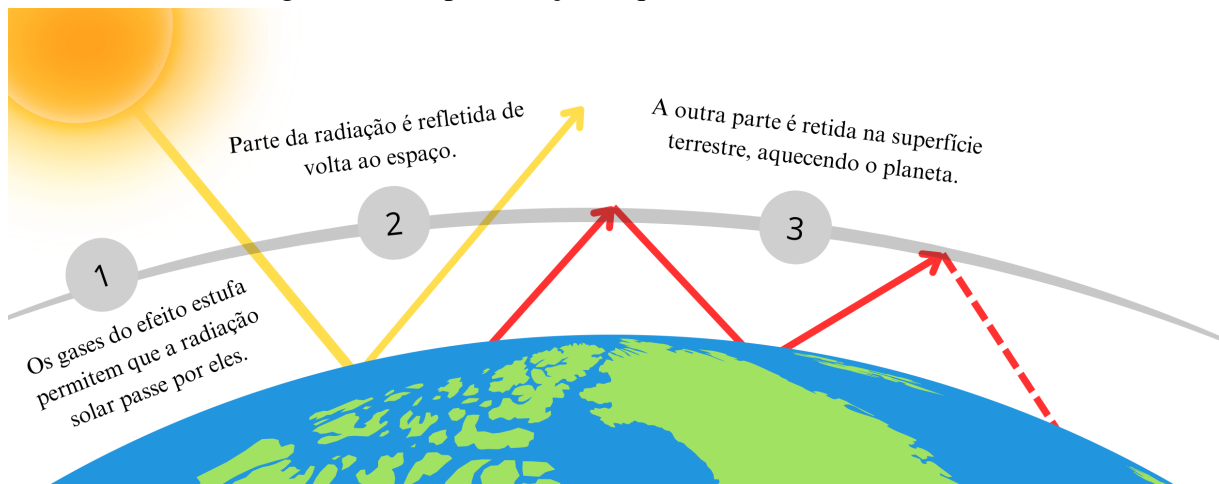 1
Os gases do efeito estufa
permitem que a radiação
solar passe por eles.
2
Parte da radiação é refletida de
volta ao espaço.
3
A outra parte é retida na superfície
terrestre, aquecendo o planeta.